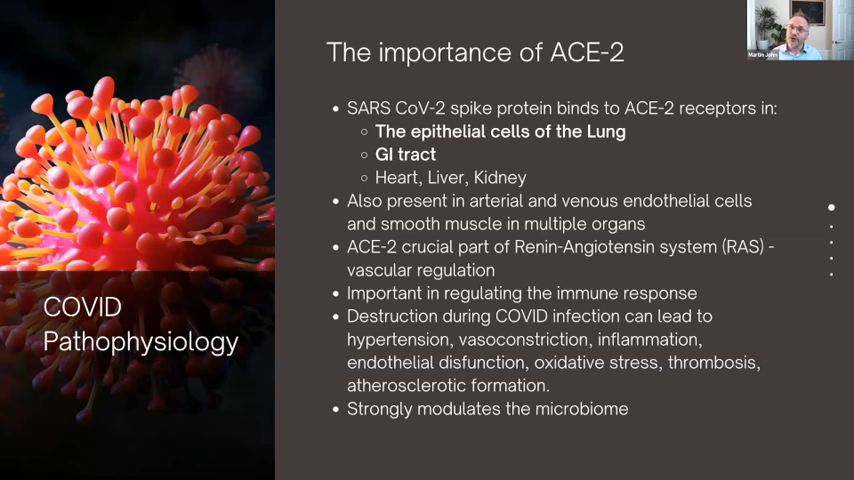 The importance of ACE-2
Martin John
• SARS CoV-2 spike protein binds to ACE-2 receptors in:
○ The epithelial cells of the Lung
○ GI tract
○ Heart, Liver, Kidney
• Also present in arterial and venous endothelial cells
and smooth muscle in multiple organs
• ACE-2 crucial part of Renin-Angiotensin system (RAS) -
vascular regulation
• Important in regulating the immune response
• Destruction during COVID infection can lead to
hypertension, vasoconstriction, inflammation,
endothelial disfunction, oxidative stress, thrombosis,
atherosclerotic formation.
• Strongly modulates the microbiome
COVID
Pathophysiology